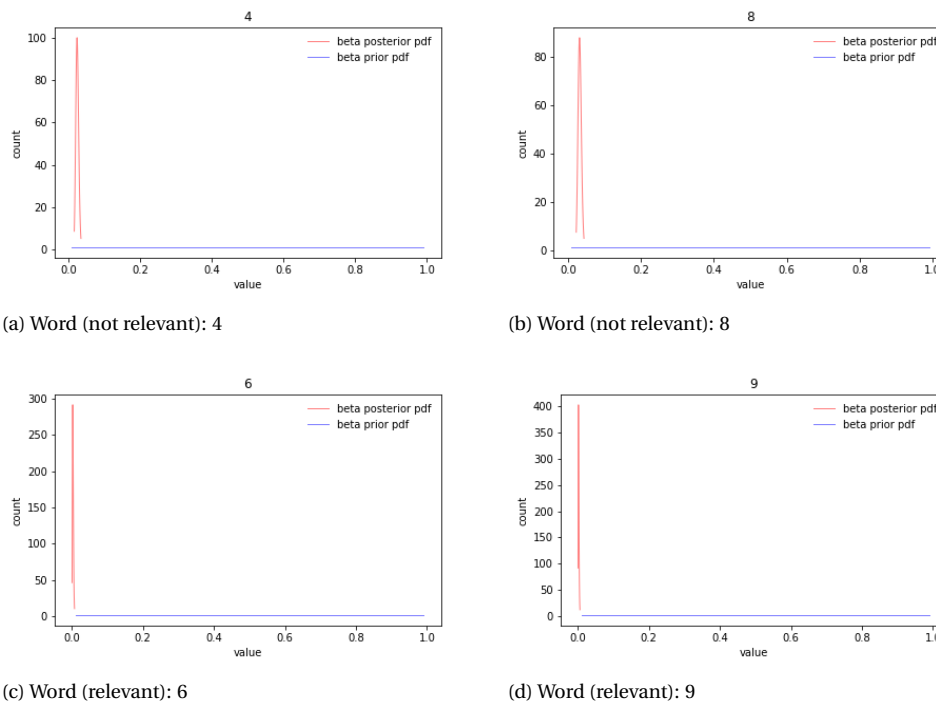 4
count
100
80
60
40
20
0
beta posterior pdf
beta prior pdf
0.0 0.2 0.4 0.6 0.8 1.0
value
(a) Word (not relevant): 4
8
count
80
60
40
20
0
beta posterior pdf
beta prior pdf
0.0 0.2 0.4 0.6 0.8 1.0
value
(b) Word (not relevant): 8
6
count
300
250
200
150
100
50
0
beta posterior pdf
beta prior pdf
0.0 0.2 0.4 0.6 0.8 1.0
value
(c) Word (relevant): 6
9
count
400
350
300
250
200
150
100
50
0
beta posterior pdf
beta prior pdf
0.0 0.2 0.4 0.6 0.8 1.0
value
(d) Word (relevant): 9